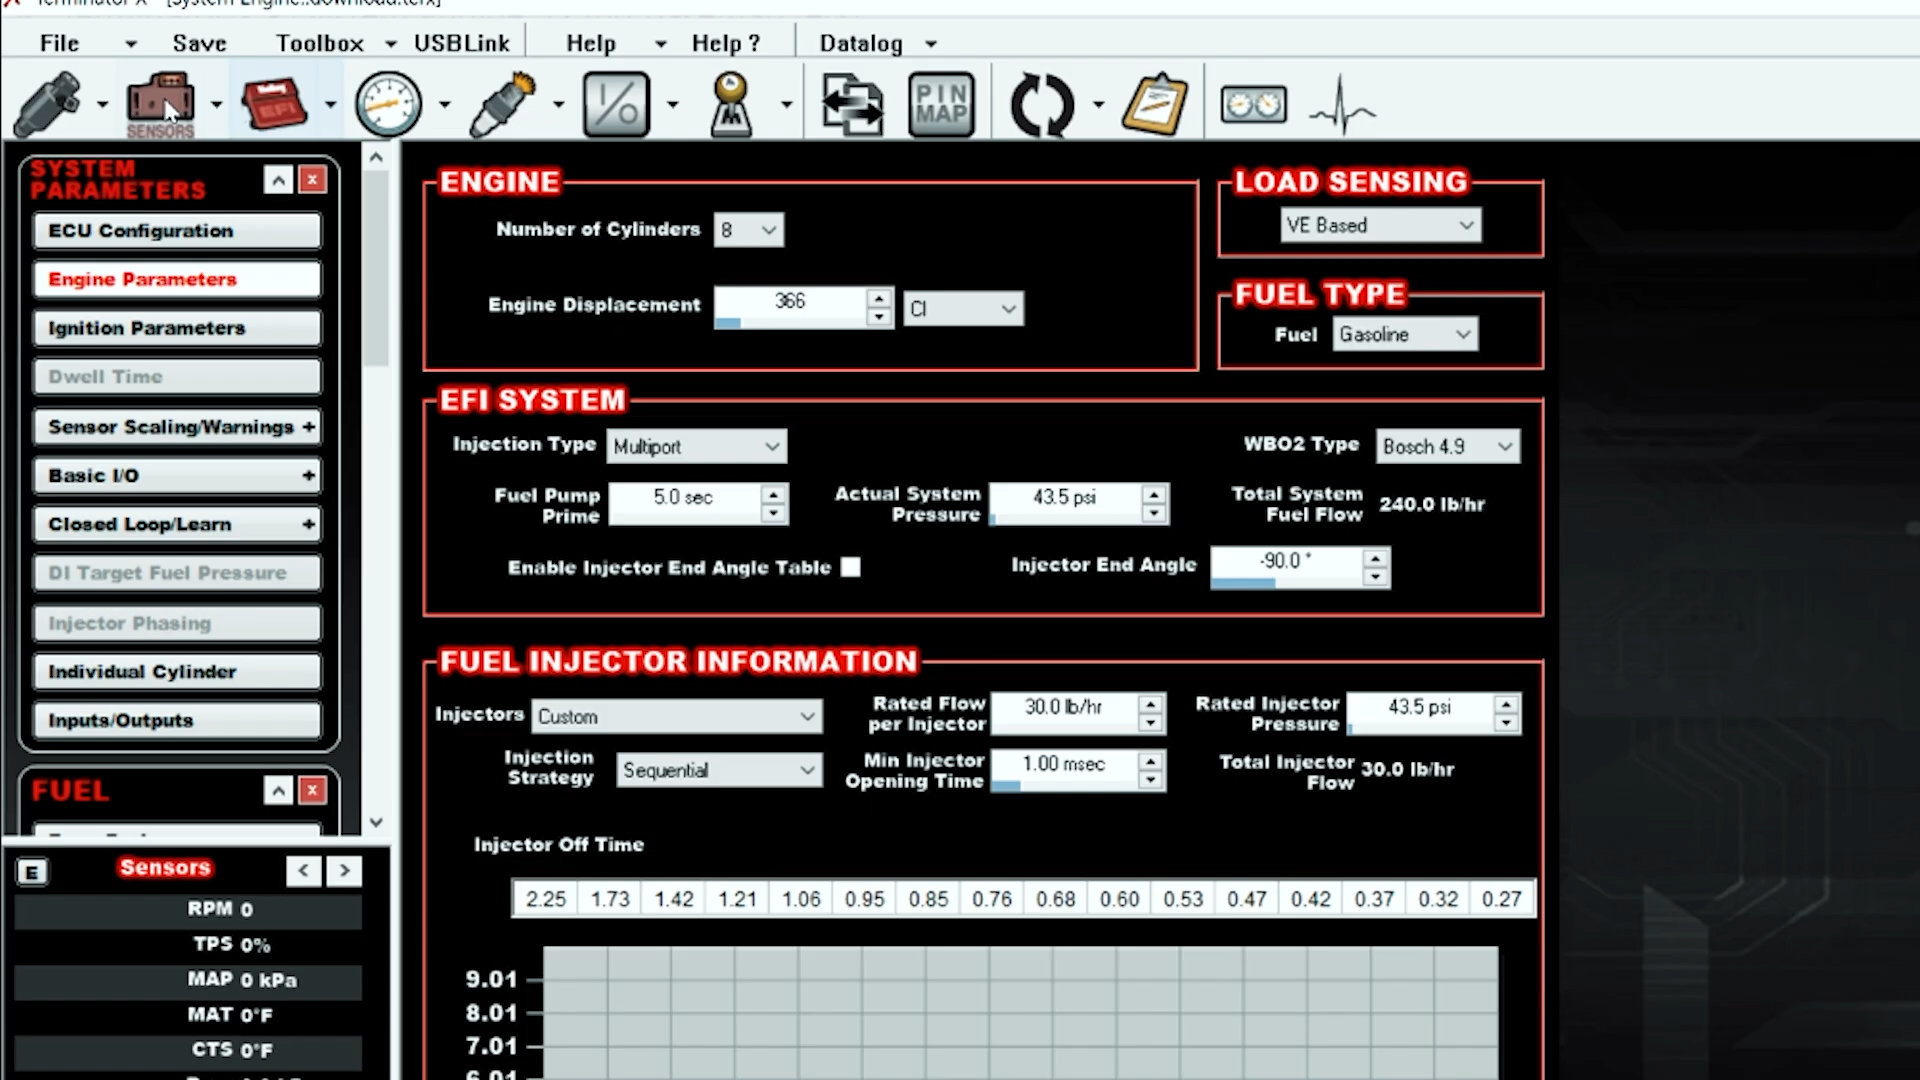 Terminator X - [System Engine::download.terx]
File Save Toolbox USBLink Help Help ? Datalog
SENSORS
Holley
EFI
I/O
PIN
MAP
SYSTEM
PARAMETERS
ECU Configuration
Engine Parameters
Ignition Parameters
Dwell Time
Sensor Scaling/Warnings +
Basic I/O +
Closed Loop/Learn +
DI Target Fuel Pressure
Injector Phasing
Individual Cylinder
Inputs/Outputs
FUEL
E Sensors < >
RPM 0
TPS 0%
MAP 0 kPa
MAT 0°F
CTS 0°F
ENGINE
Number of Cylinders 8
Engine Displacement 366 CI
LOAD SENSING
VE Based
FUEL TYPE
Fuel Gasoline
EFI SYSTEM
Injection Type Multiport WBO2 Type Bosch 4.9
Fuel Pump
Prime 5.0 sec
Actual System
Pressure 43.5 psi
Total System
Fuel Flow 240.0 lb/hr
Enable Injector End Angle Table Injector End Angle -90.0 °
FUEL INJECTOR INFORMATION
Injectors Custom
Rated Flow
per Injector 30.0 lb/hr
Rated Injector
Pressure 43.5 psi
Injection
Strategy Sequential
Min Injector
Opening Time 1.00 msec
Total Injector
Flow 30.0 lb/hr
Injector Off Time
2.25 1.73 1.42 1.21 1.06 0.95 0.85 0.76 0.68 0.60 0.53 0.47 0.42 0.37 0.32 0.27
9.01
8.01
7.01
6.01